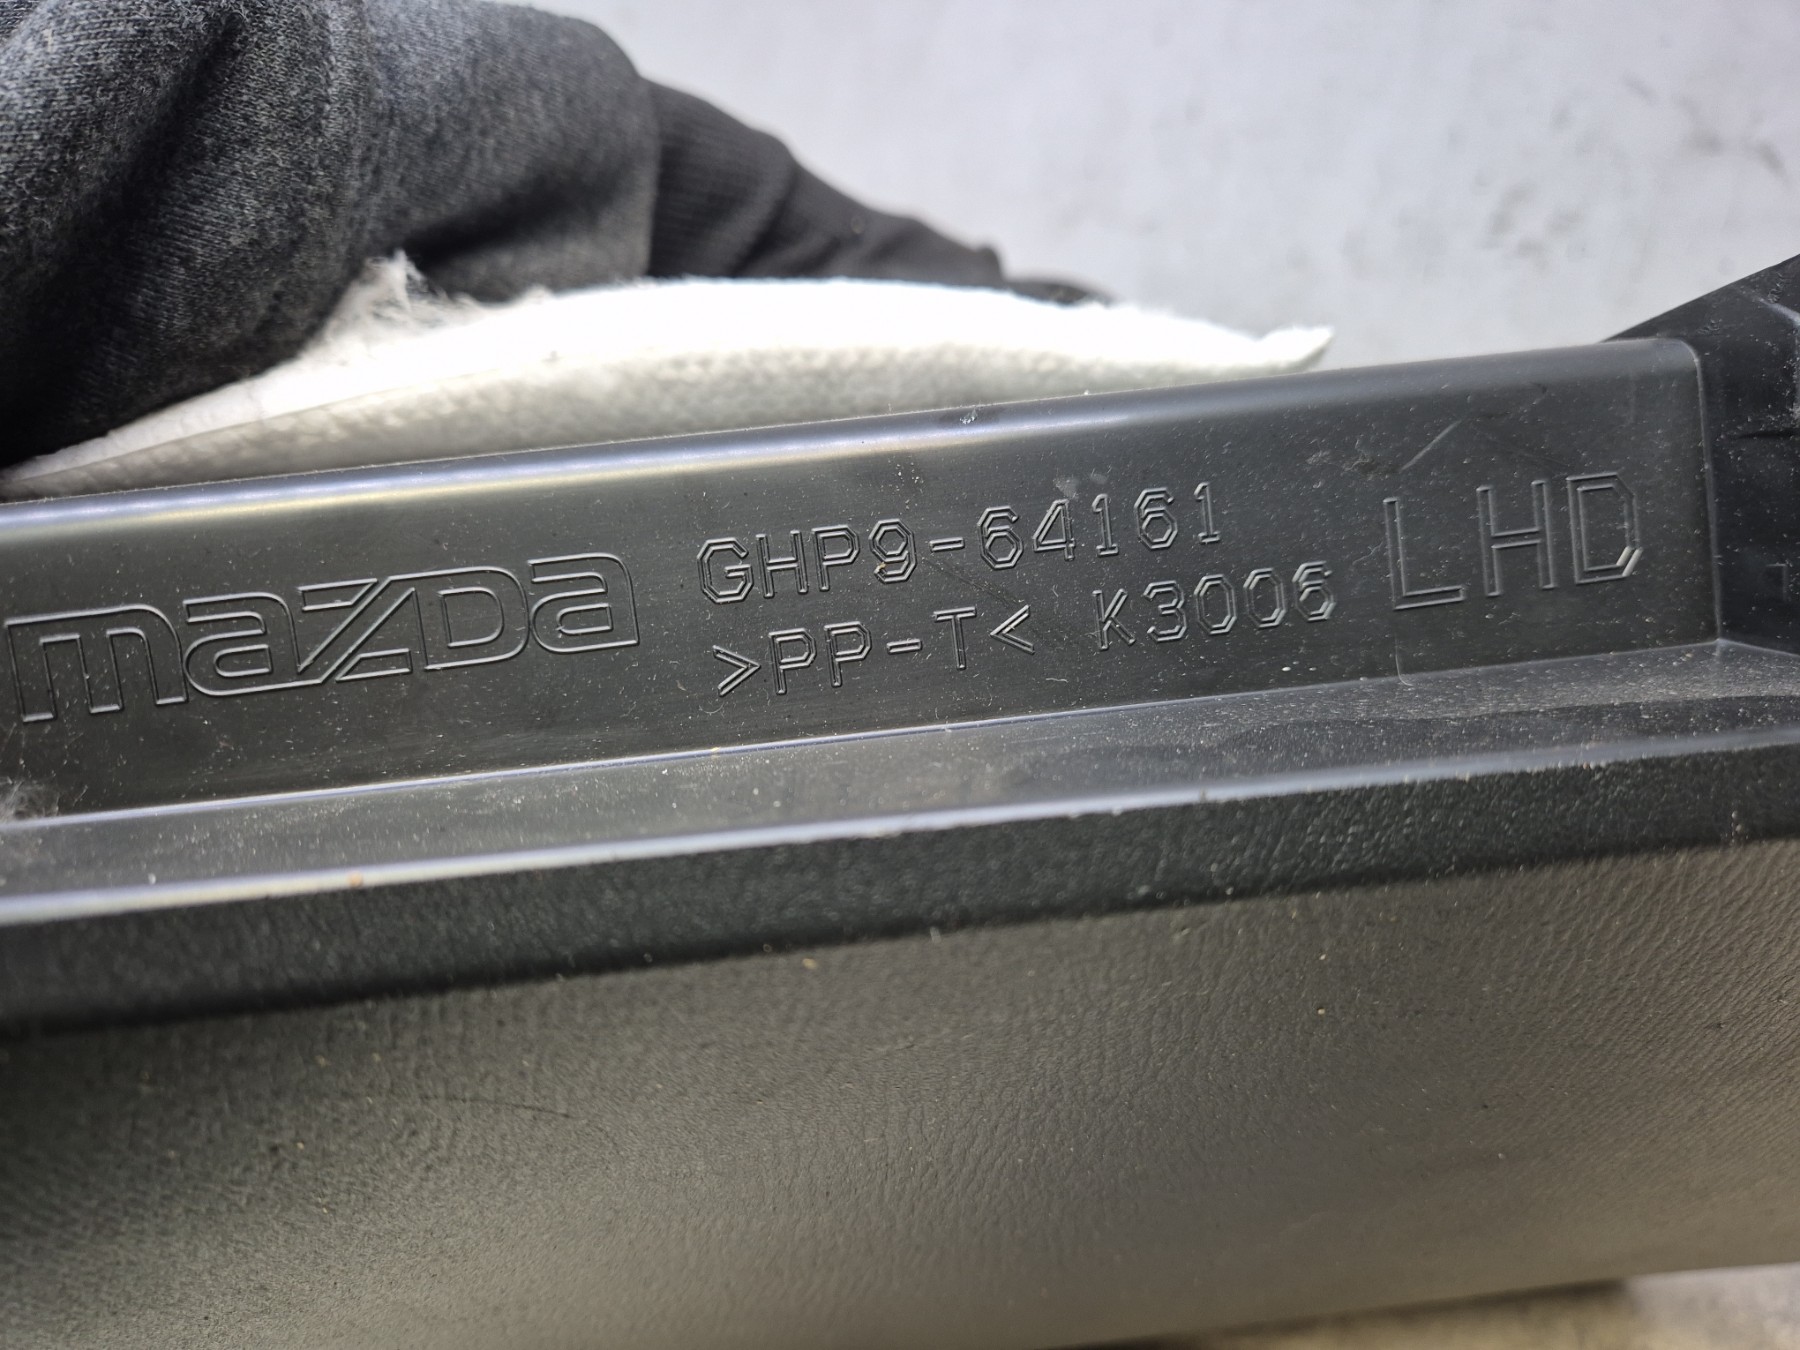 mazda
GHP9-64161
>PP-T< K3006
LHD